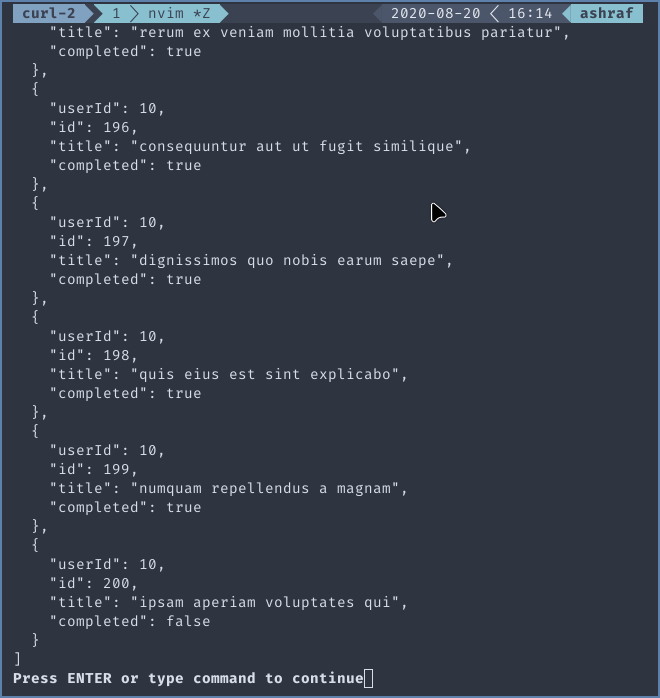 curl-2 1 nvim *Z 2020-08-20 16:14 ashraf
    "title": "rerum ex veniam mollitia voluptatibus pariatur",
    "completed": true
  },
  {
    "userId": 10,
    "id": 196,
    "title": "consequuntur aut ut fugit similique",
    "completed": true
  },
  {
    "userId": 10,
    "id": 197,
    "title": "dignissimos quo nobis earum saepe",
    "completed": true
  },
  {
    "userId": 10,
    "id": 198,
    "title": "quis eius est sint explicabo",
    "completed": true
  },
  {
    "userId": 10,
    "id": 199,
    "title": "numquam repellendus a magnam",
    "completed": true
  },
  {
    "userId": 10,
    "id": 200,
    "title": "ipsam aperiam voluptates qui",
    "completed": false
  }
]
Press ENTER or type command to continue